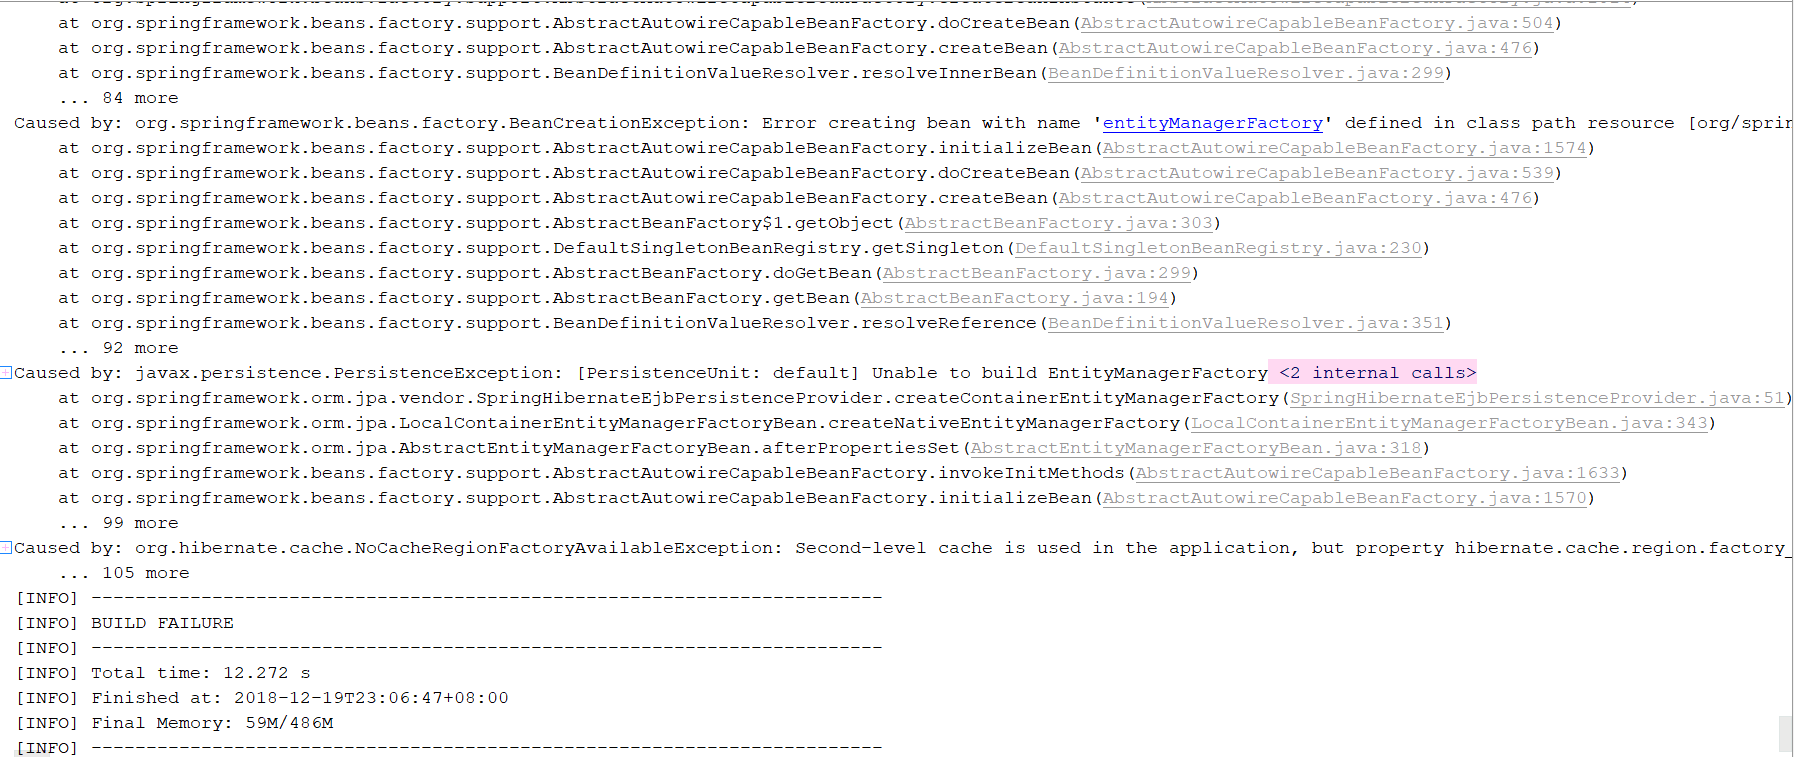 at org.springframework.beans.factory.support.AbstractAutowireCapableBeanFactory.doCreateBean(AbstractAutowireCapableBeanFactory.java:504)
at org.springframework.beans.factory.support.AbstractAutowireCapableBeanFactory.createBean(AbstractAutowireCapableBeanFactory.java:476)
at org.springframework.beans.factory.support.BeanDefinitionValueResolver.resolveInnerBean(BeanDefinitionValueResolver.java:299)
... 84 more
Caused by: org.springframework.beans.factory.BeanCreationException: Error creating bean with name 'entityManagerFactory' defined in class path resource [org/sprin
at org.springframework.beans.factory.support.AbstractAutowireCapableBeanFactory.initializeBean(AbstractAutowireCapableBeanFactory.java:1574)
at org.springframework.beans.factory.support.AbstractAutowireCapableBeanFactory.doCreateBean(AbstractAutowireCapableBeanFactory.java:539)
at org.springframework.beans.factory.support.AbstractAutowireCapableBeanFactory.createBean(AbstractAutowireCapableBeanFactory.java:476)
at org.springframework.beans.factory.support.AbstractBeanFactory$1.getObject(AbstractBeanFactory.java:303)
at org.springframework.beans.factory.support.DefaultSingletonBeanRegistry.getSingleton(DefaultSingletonBeanRegistry.java:230)
at org.springframework.beans.factory.support.AbstractBeanFactory.doGetBean(AbstractBeanFactory.java:299)
at org.springframework.beans.factory.support.AbstractBeanFactory.getBean(AbstractBeanFactory.java:194)
at org.springframework.beans.factory.support.BeanDefinitionValueResolver.resolveReference(BeanDefinitionValueResolver.java:351)
... 92 more
Caused by: javax.persistence.PersistenceException: [PersistenceUnit: default] Unable to build EntityManagerFactory <2 internal calls>
at org.springframework.orm.jpa.vendor.SpringHibernateEjbPersistenceProvider.createContainerEntityManagerFactory(SpringHibernateEjbPersistenceProvider.java:51)
at org.springframework.orm.jpa.LocalContainerEntityManagerFactoryBean.createNativeEntityManagerFactory(LocalContainerEntityManagerFactoryBean.java:343)
at org.springframework.orm.jpa.AbstractEntityManagerFactoryBean.afterPropertiesSet(AbstractEntityManagerFactoryBean.java:318)
at org.springframework.beans.factory.support.AbstractAutowireCapableBeanFactory.invokeInitMethods(AbstractAutowireCapableBeanFactory.java:1633)
at org.springframework.beans.factory.support.AbstractAutowireCapableBeanFactory.initializeBean(AbstractAutowireCapableBeanFactory.java:1570)
... 99 more
Caused by: org.hibernate.cache.NoCacheRegionFactoryAvailableException: Second-level cache is used in the application, but property hibernate.cache.region.factory_
... 105 more
[INFO] ------------------------------------------------------------------------
[INFO] BUILD FAILURE
[INFO] ------------------------------------------------------------------------
[INFO] Total time: 12.272 s
[INFO] Finished at: 2018-12-19T23:06:47+08:00
[INFO] Final Memory: 59M/486M
[INFO] ------------------------------------------------------------------------